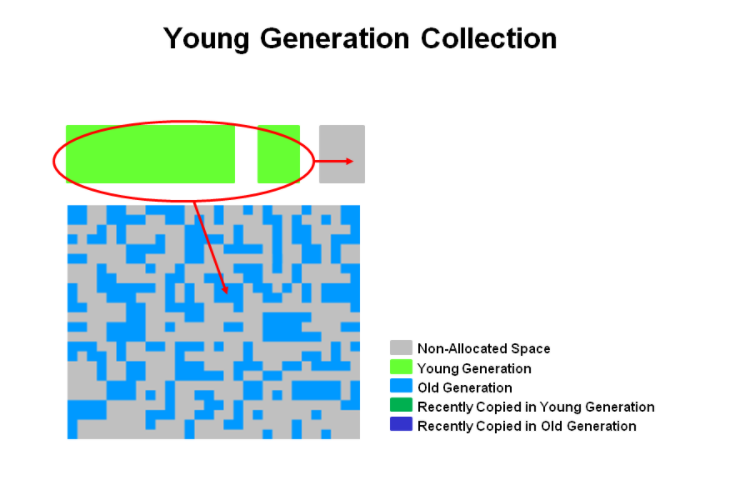 Young Generation Collection
Non-Allocated Space
Young Generation
Old Generation
Recently Copied in Young Generation
Recently Copied in Old Generation